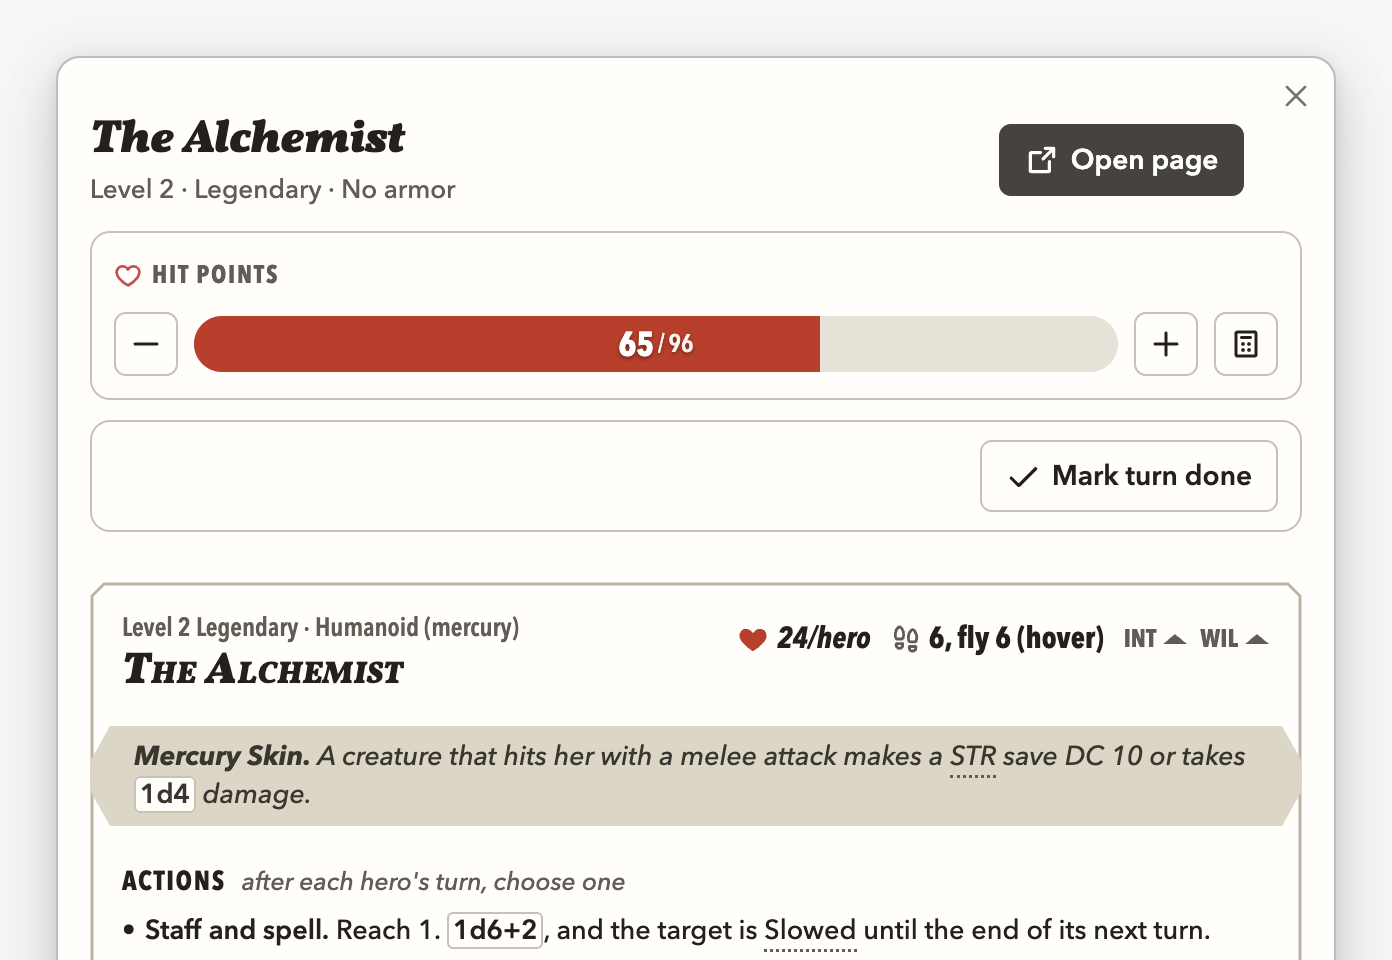 The Alchemist
Level 2 · Legendary · No armor
Open page
HIT POINTS
65 / 96
Mark turn done
Level 2 Legendary · Humanoid (mercury)
The Alchemist
24/hero 6, fly 6 (hover) INT WIL
Mercury Skin. A creature that hits her with a melee attack makes a STR save DC 10 or takes
1d4 damage.
ACTIONS after each hero's turn, choose one
• Staff and spell. Reach 1. 1d6+2, and the target is Slowed until the end of its next turn.